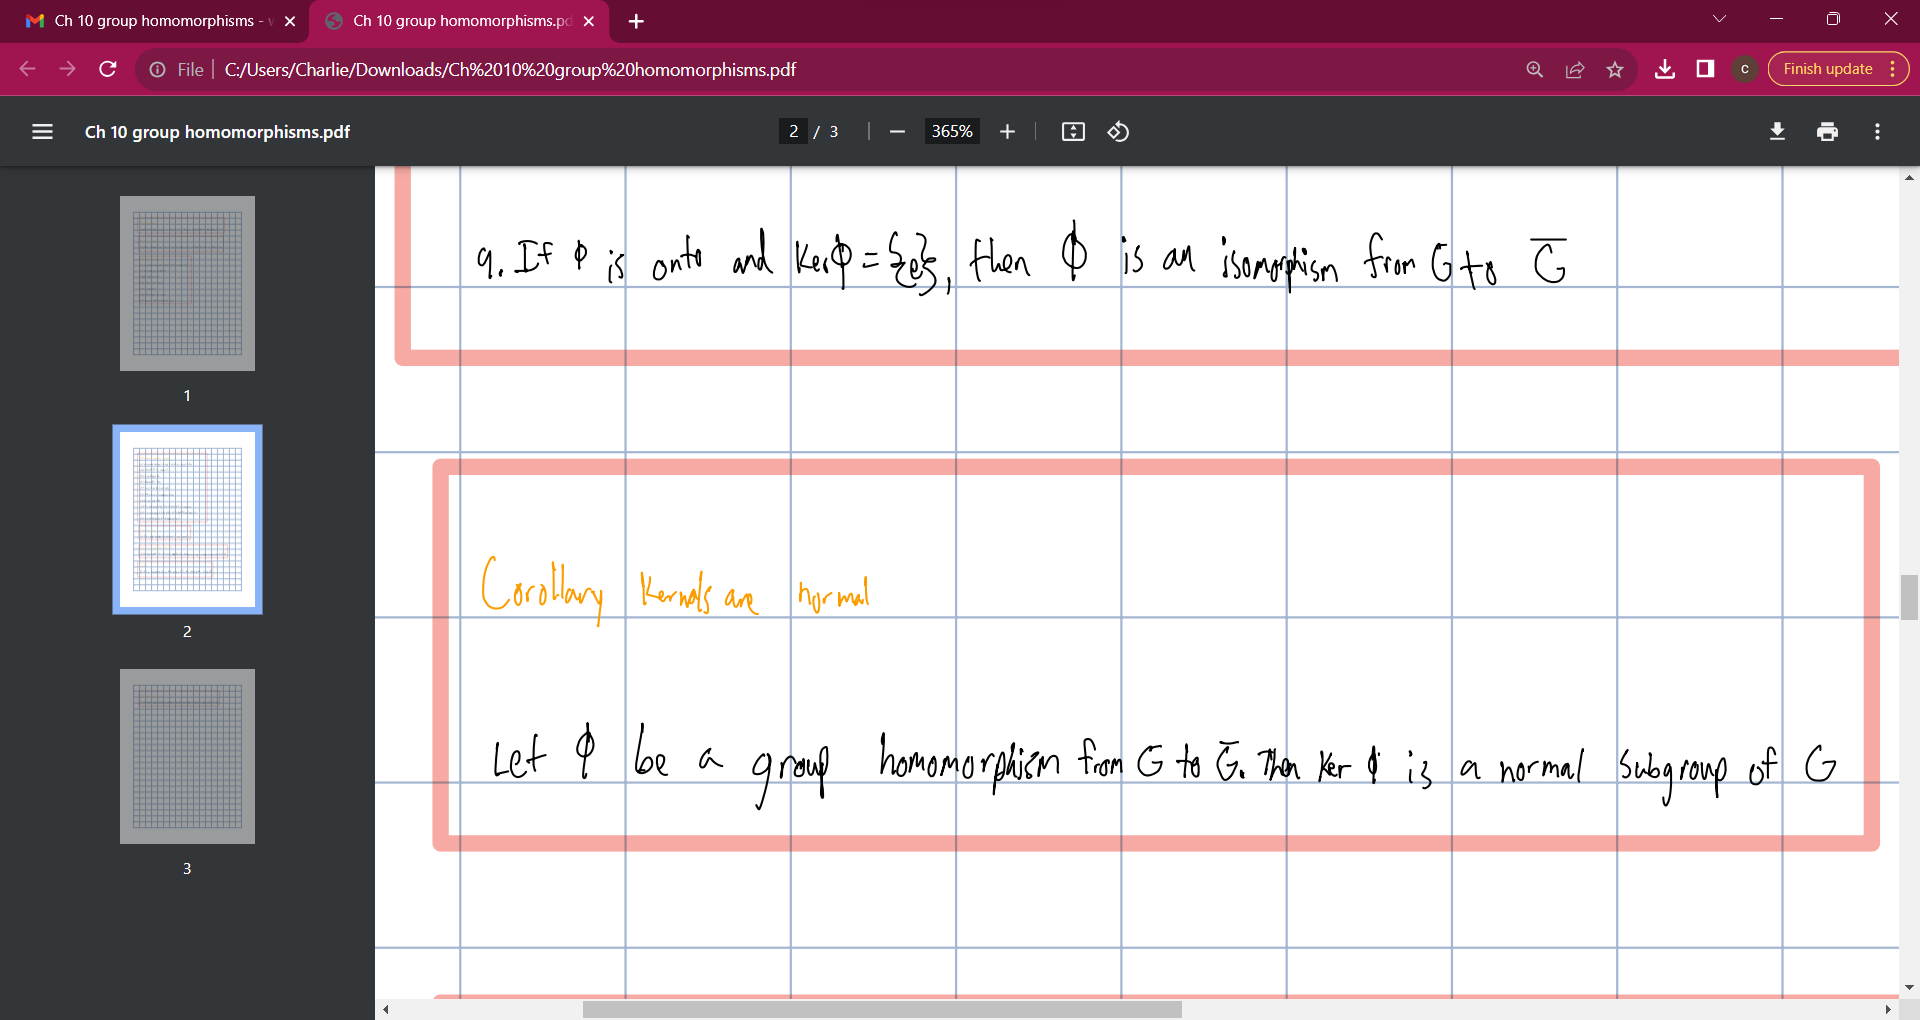 Ch 10 group homomorphisms -
Ch 10 group homomorphisms.pd
File
C:/Users/Charlie/Downloads/Ch%2010%20group%20homomorphisms.pdf
C
Finish update
Ch 10 group homomorphisms.pdf
2 / 3
365%
1
2
3
9. If ϕ is onto and Kerϕ = {e}, then ϕ is an isomorphism from G to G̅
Corollary Kernals are normal
Let ϕ be a group homomorphism from G to G̅. Then Ker ϕ is a normal subgroup of G